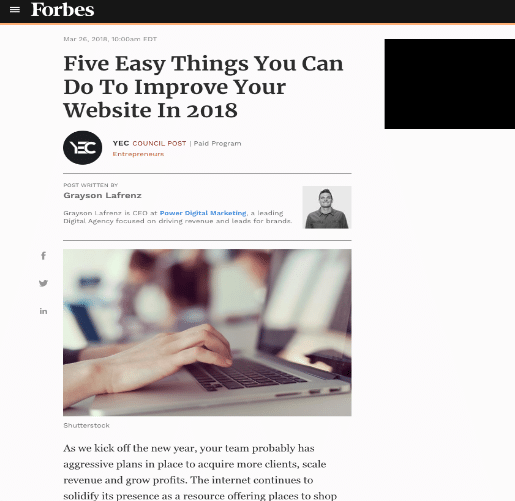 Forbes
Mar 26, 2018, 10:00am EDT
Five Easy Things You Can
Do To Improve Your
Website In 2018
YEC
YEC COUNCIL POST | Paid Program
Entrepreneurs
POST WRITTEN BY
Grayson Lafrenz
Grayson Lafrenz is CEO at Power Digital Marketing, a leading
Digital Agency focused on driving revenue and leads for brands.
f
in
Shutterstock
As we kick off the new year, your team probably has
aggressive plans in place to acquire more clients, scale
revenue and grow profits. The internet continues to
solidify its presence as a resource offering places to shop